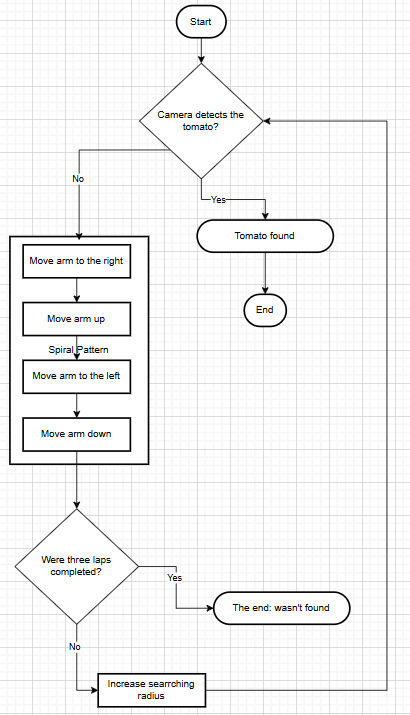 Start
Camera detects the
tomato?
No
Yes
Tomato found
End
Move arm to the right
Move arm up
Spiral Pattern
Move arm to the left
Move arm down
Were three laps
completed?
Yes
The end: wasn't found
No
Increase searrching
radius